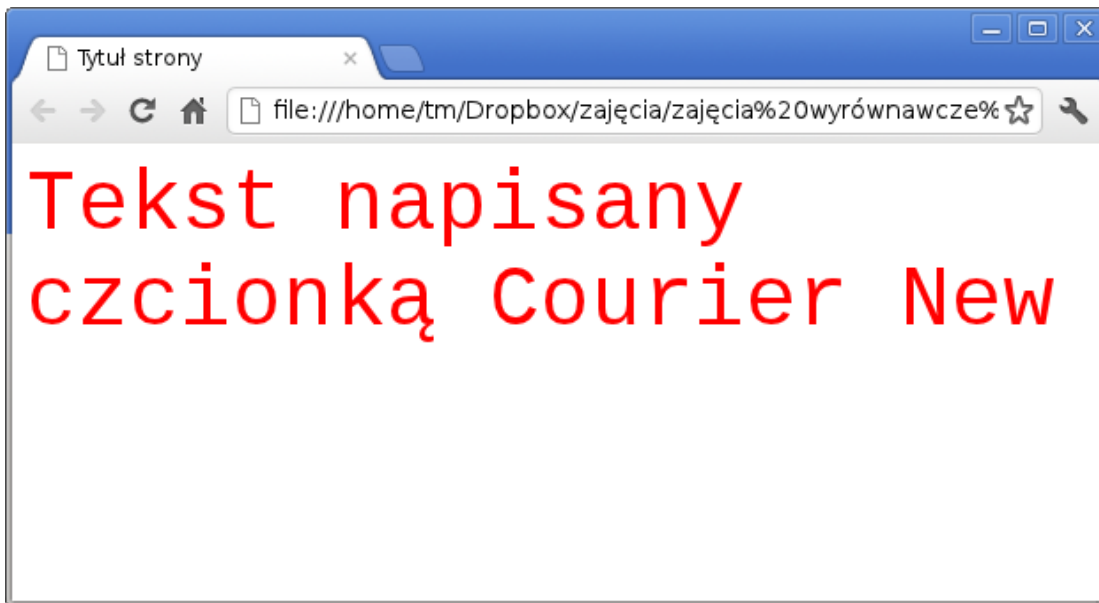 Tytuł strony
file:///home/tm/Dropbox/zajęcia/zajęcia%20wyrównawcze%
Tekst napisany
czcionką Courier New